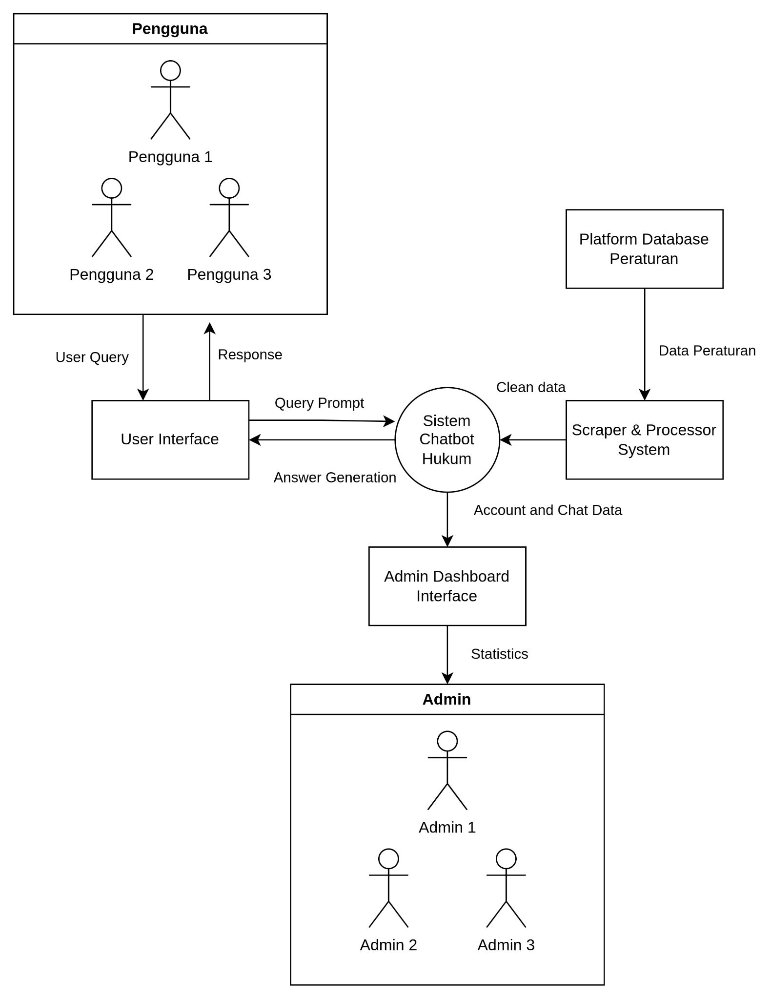 Pengguna
Pengguna 1
Pengguna 2
Pengguna 3
Platform Database
Peraturan
User Query
Response
Data Peraturan
Clean data
Query Prompt
User Interface
Sistem
Chatbot
Hukum
Scraper & Processor
System
Answer Generation
Account and Chat Data
Admin Dashboard
Interface
Statistics
Admin
Admin 1
Admin 2
Admin 3